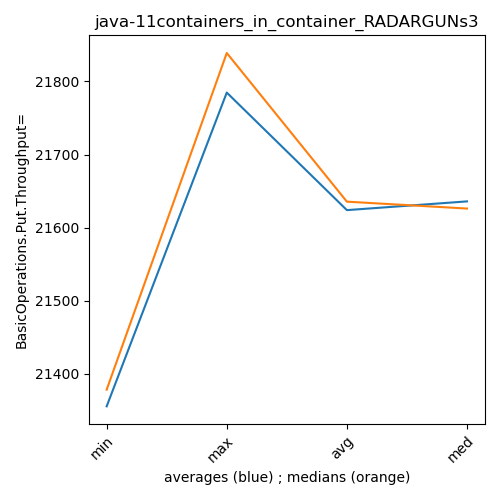 java-11containers_in_container_RADARGUNs3
BasicOperations.Put.Throughput=
21800
21700
21600
21500
21400
min
max
avg
med
averages (blue) ; medians (orange)